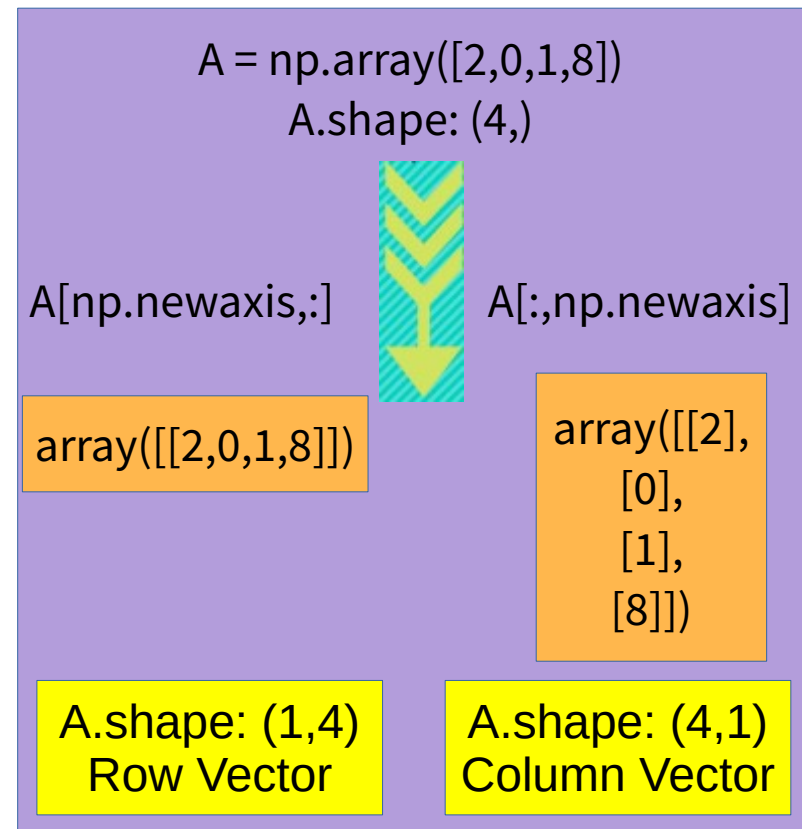 A = np.array([2,0,1,8])
A.shape: (4,)
A[np.newaxis,:]
A[:,np.newaxis]
array([[2,0,1,8]])
array([[2],
[0],
[1],
[8]])
A.shape: (1,4)
Row Vector
A.shape: (4,1)
Column Vector